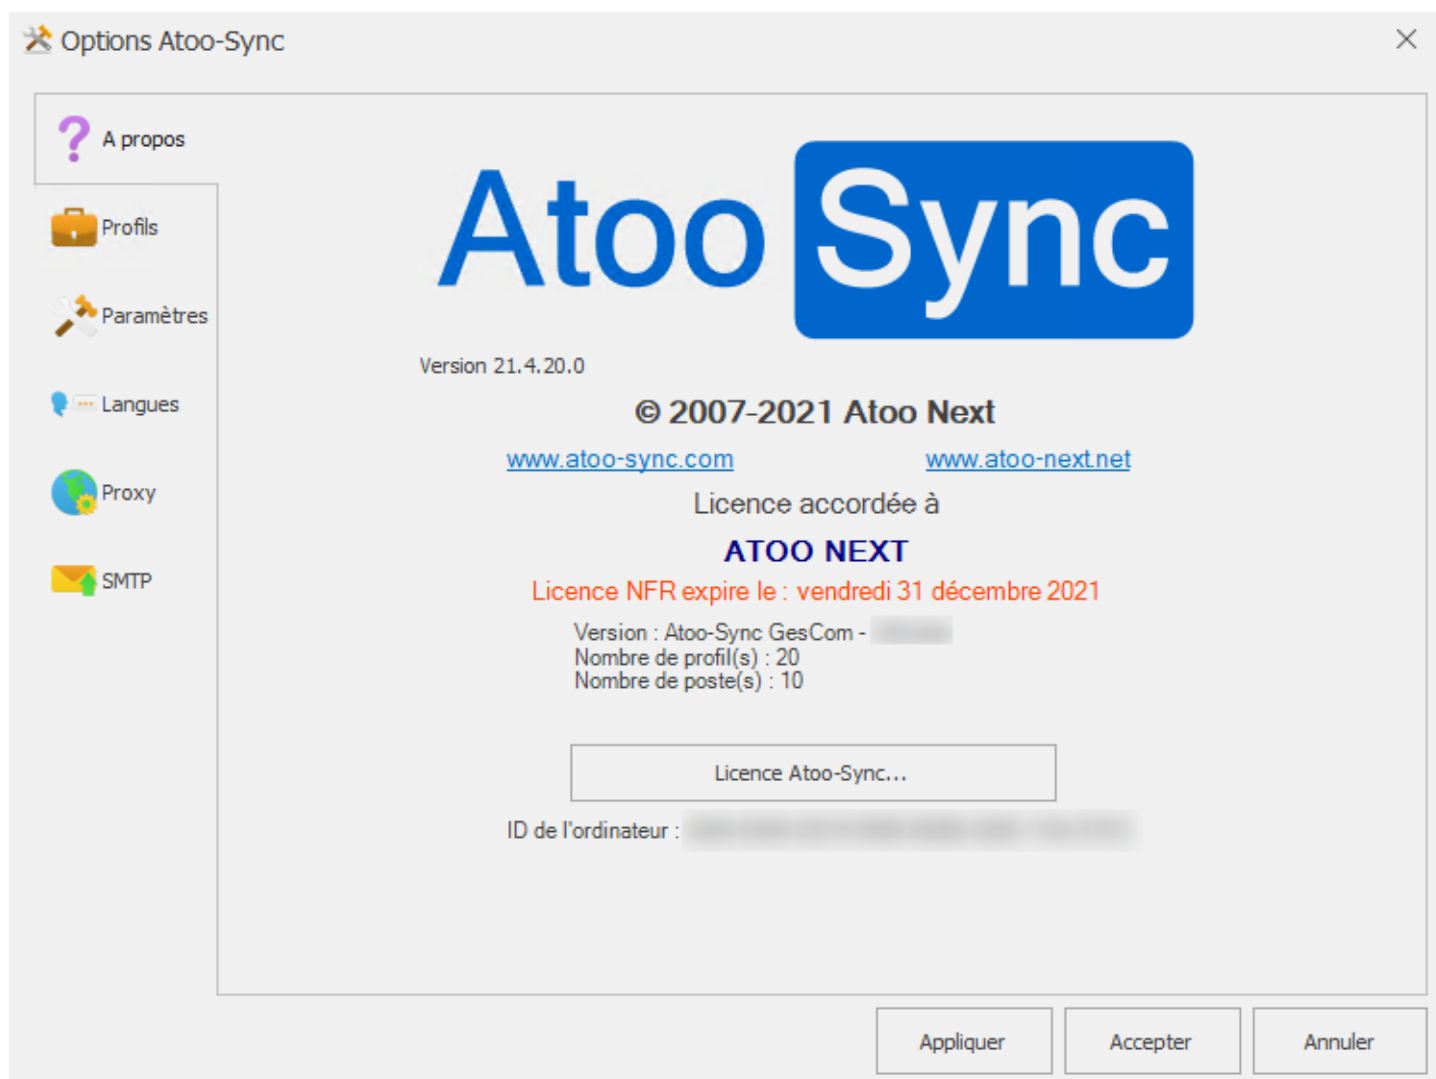 Options Atoo-Sync
A propos
Profils
Paramètres
Langues
Proxy
SMTP
Atoo Sync
Version 21.4.20.0
© 2007-2021 Atoo Next
www.atoo-sync.com www.atoo-next.net
Licence accordée à
ATOO NEXT
Licence NFR expire le : vendredi 31 décembre 2021
Version : Atoo-Sync GesCom -
Nombre de profil(s) : 20
Nombre de poste(s) : 10
Licence Atoo-Sync...
ID de l'ordinateur :
Appliquer Accepter Annuler